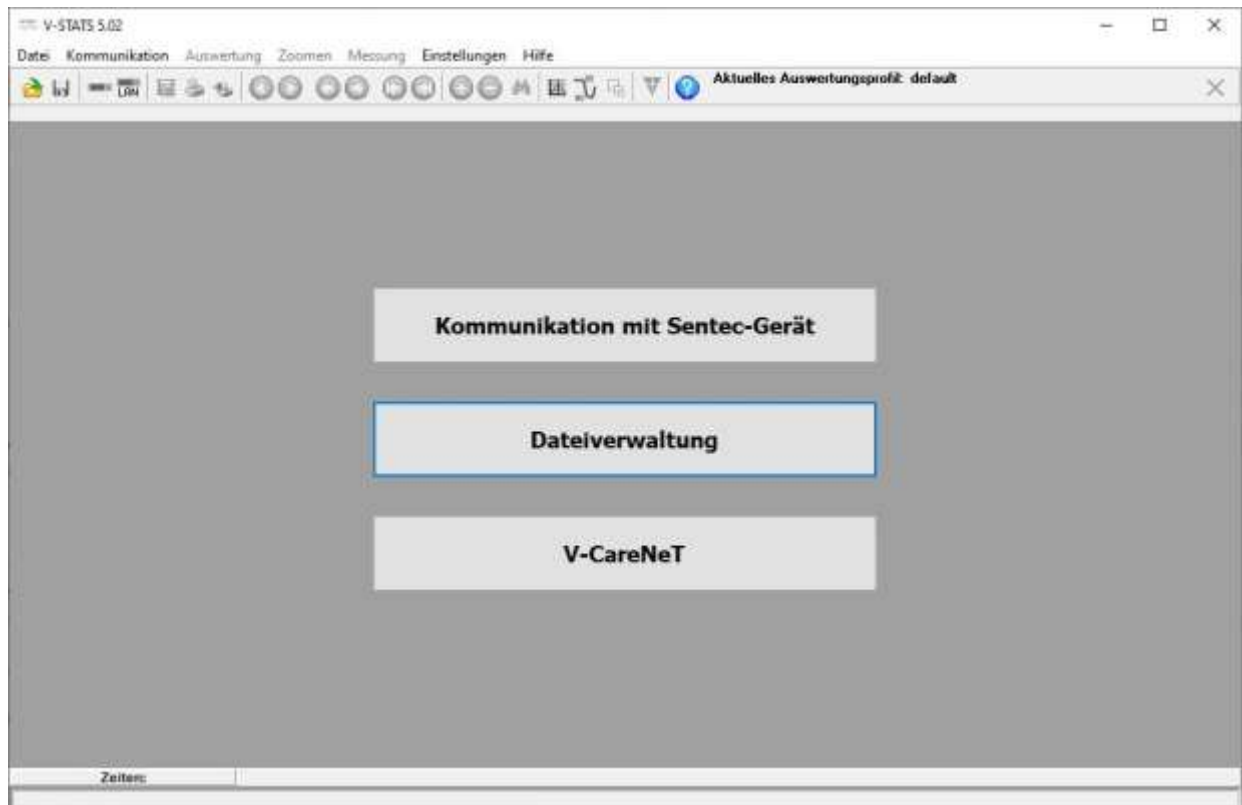 V-STATS 5.02
Datei Kommunikation Auswertung Zoomen Messung Einstellungen Hilfe
LAN Aktuelles Auswertungsprofil: default
Kommunikation mit Sentec-Gerät
Dateiverwaltung
V-CareNeT
Zeiten: